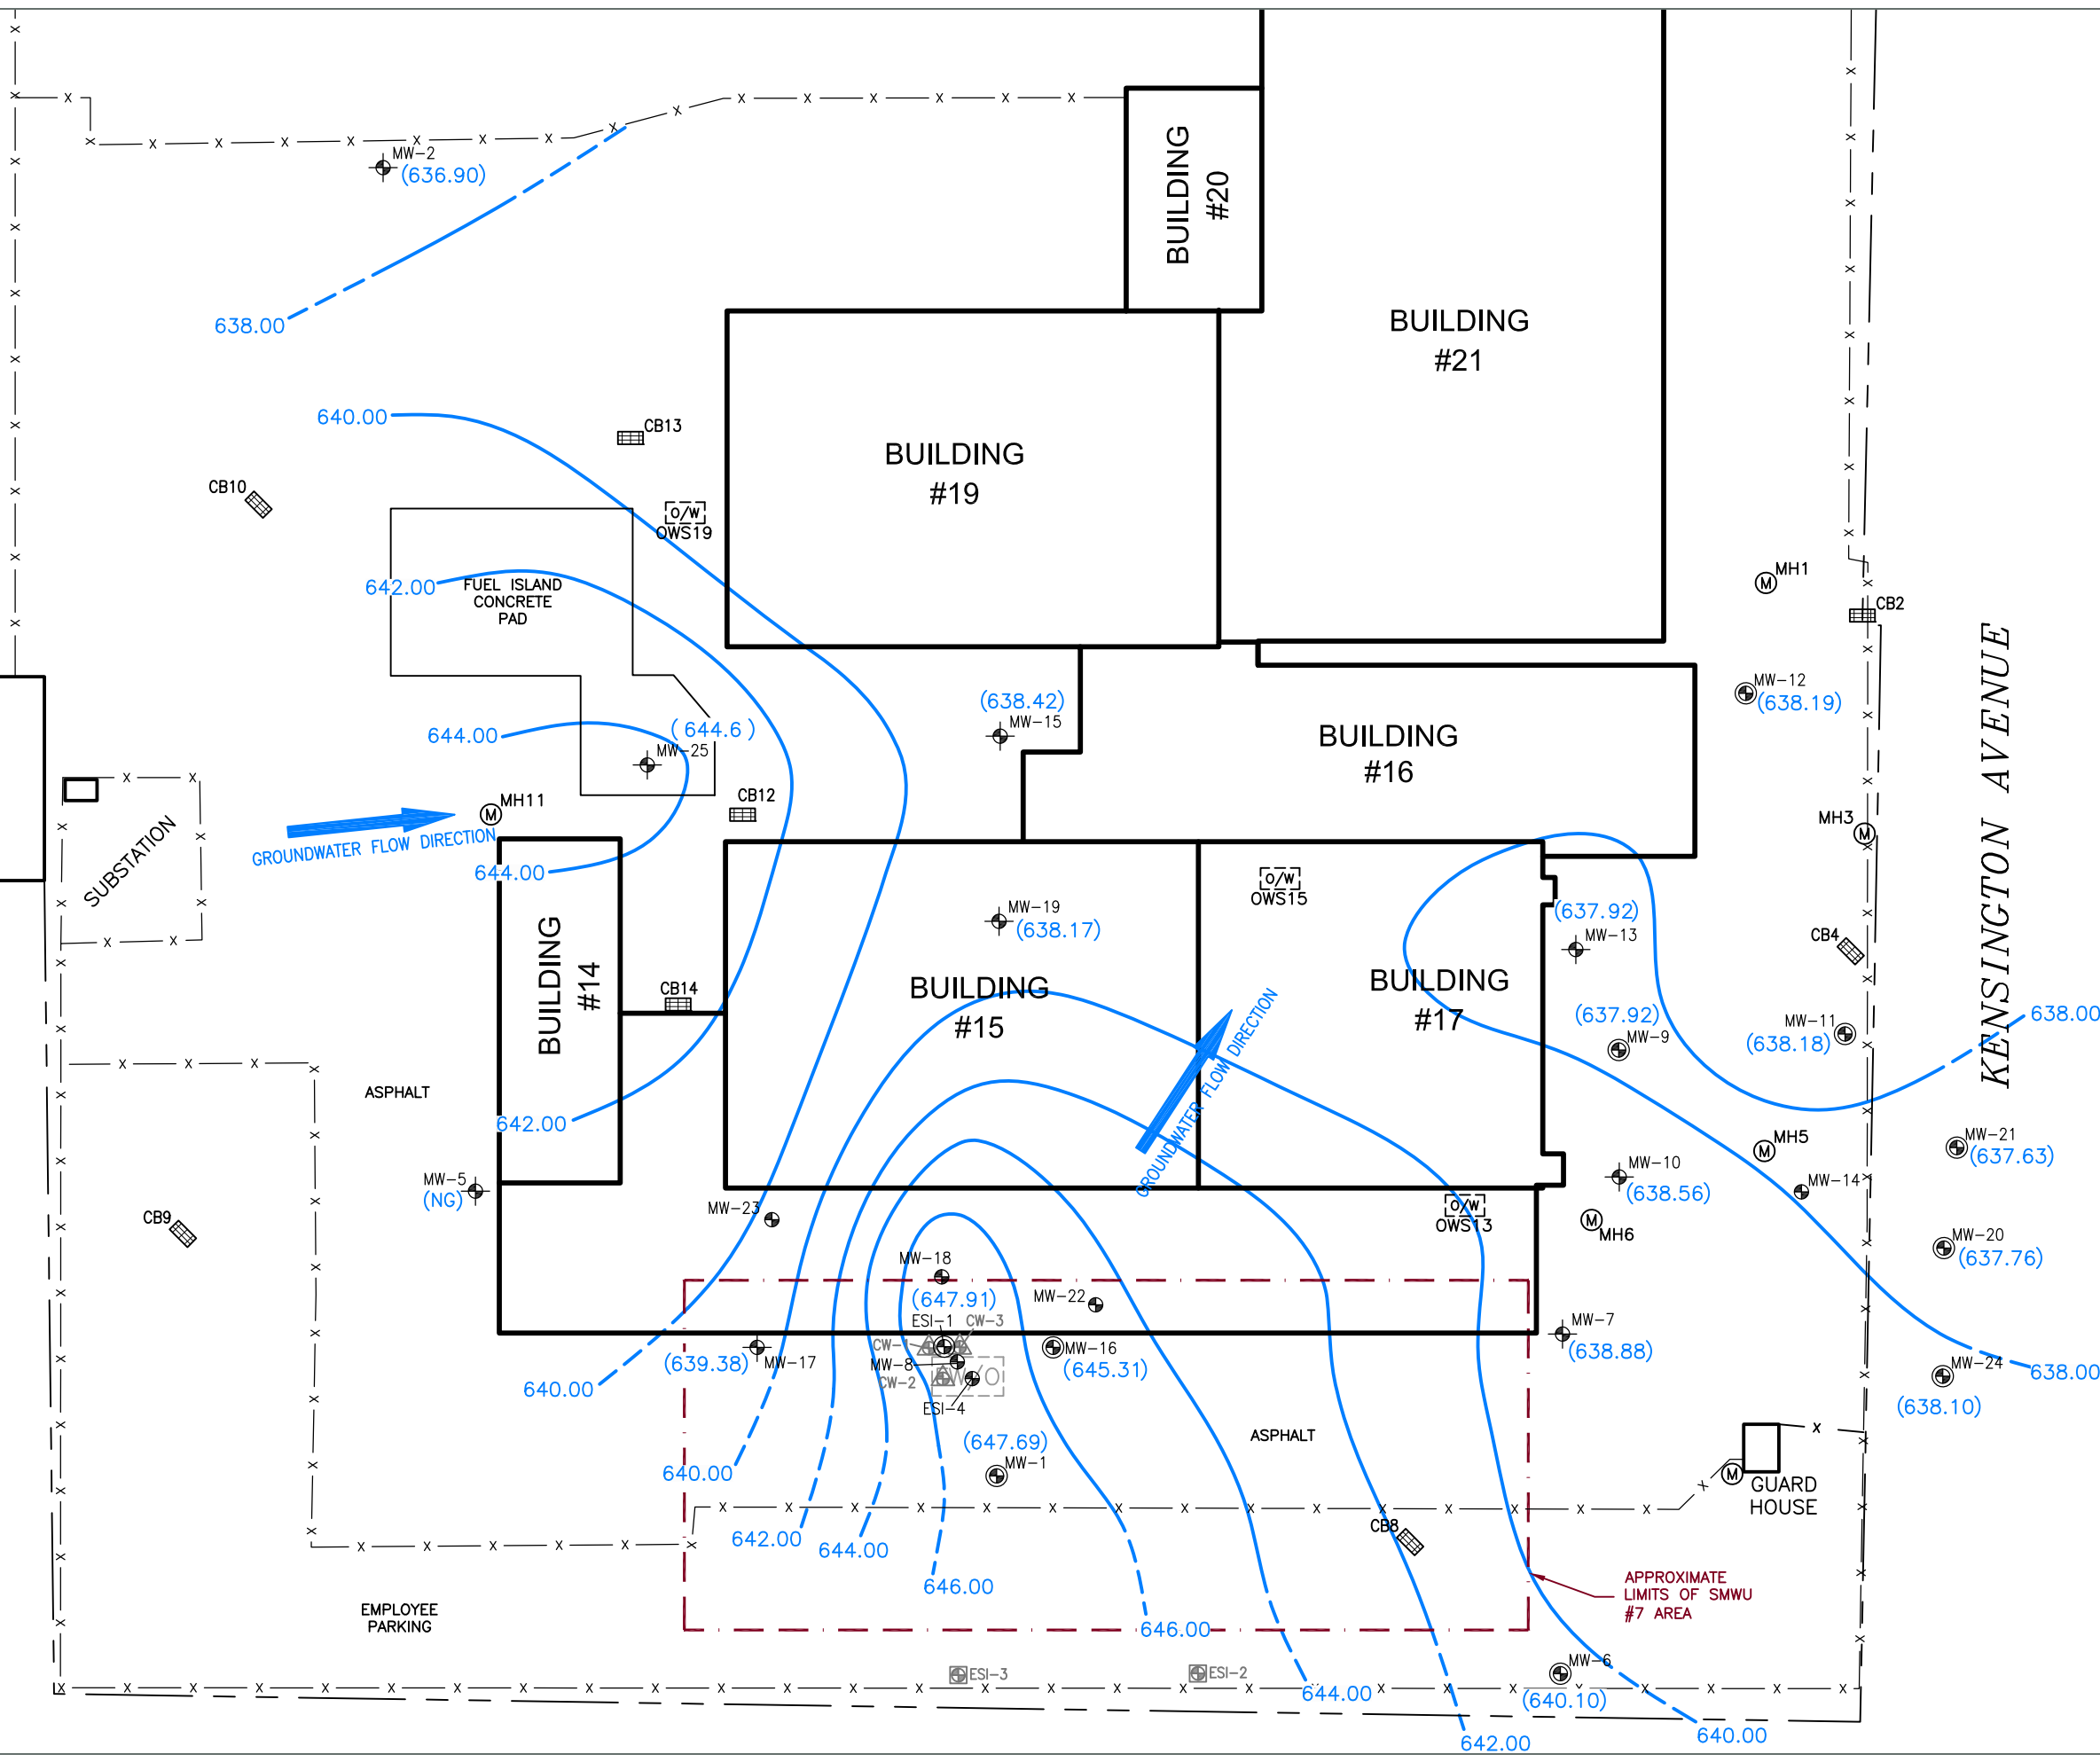 MW-2
(636.90)
BUILDING
#20
638.00
BUILDING
#21
640.00
CB13
BUILDING
#19
CB10
O/W
OWS19
MH1
642.00
FUEL ISLAND
CONCRETE
PAD
CB2
KENSINGTON AVENUE
MW-12
(638.19)
(638.42)
MW-15
644.00
(644.6 )
MW-25
BUILDING
#16
MH11
M
CB12
MH3
M
GROUNDWATER FLOW DIRECTION
SUBSTATION
644.00
O/W
OWS15
MW-19
(638.17)
(637.92)
MW-13
CB4
BUILDING
#14
CB14
BUILDING
#15
BUILDING
#17
(637.92)
MW-9
MW-11
(638.18)
638.00
GROUNDWATER FLOW DIRECTION
ASPHALT
642.00
MH5
M
MW-21
(637.63)
MW-5
(NG)
MW-10
(638.56)
MW-14
MW-23
O/W
OWS13
M
MH6
CB9
MW-20
(637.76)
MW-18
(647.91)
MW-22
ESI-1
CW-3
CW-1
MW-8
CW-2
W/O
ESI-4
MW-16
(645.31)
MW-7
(638.88)
(639.38)
MW-17
640.00
MW-24
638.00
(638.10)
(647.69)
MW-1
ASPHALT
640.00
M
GUARD
HOUSE
642.00
644.00
CB8
646.00
APPROXIMATE
LIMITS OF SMWU
#7 AREA
EMPLOYEE
PARKING
646.00
ESI-3
ESI-2
MW-6
(640.10)
644.00
642.00
640.00